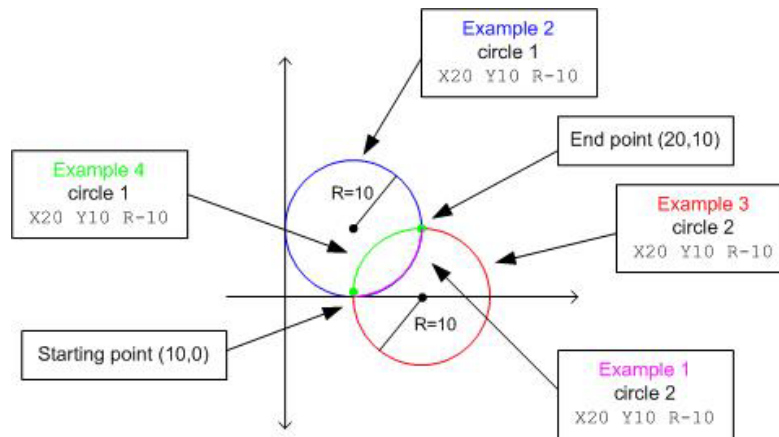 Example 2
circle 1
X20 Y10 R-10
End point (20,10)
Example 4
circle 1
X20 Y10 R-10
R=10
Example 3
circle 2
X20 Y10 R-10
R=10
Starting point (10,0)
Example 1
circle 2
X20 Y10 R-10